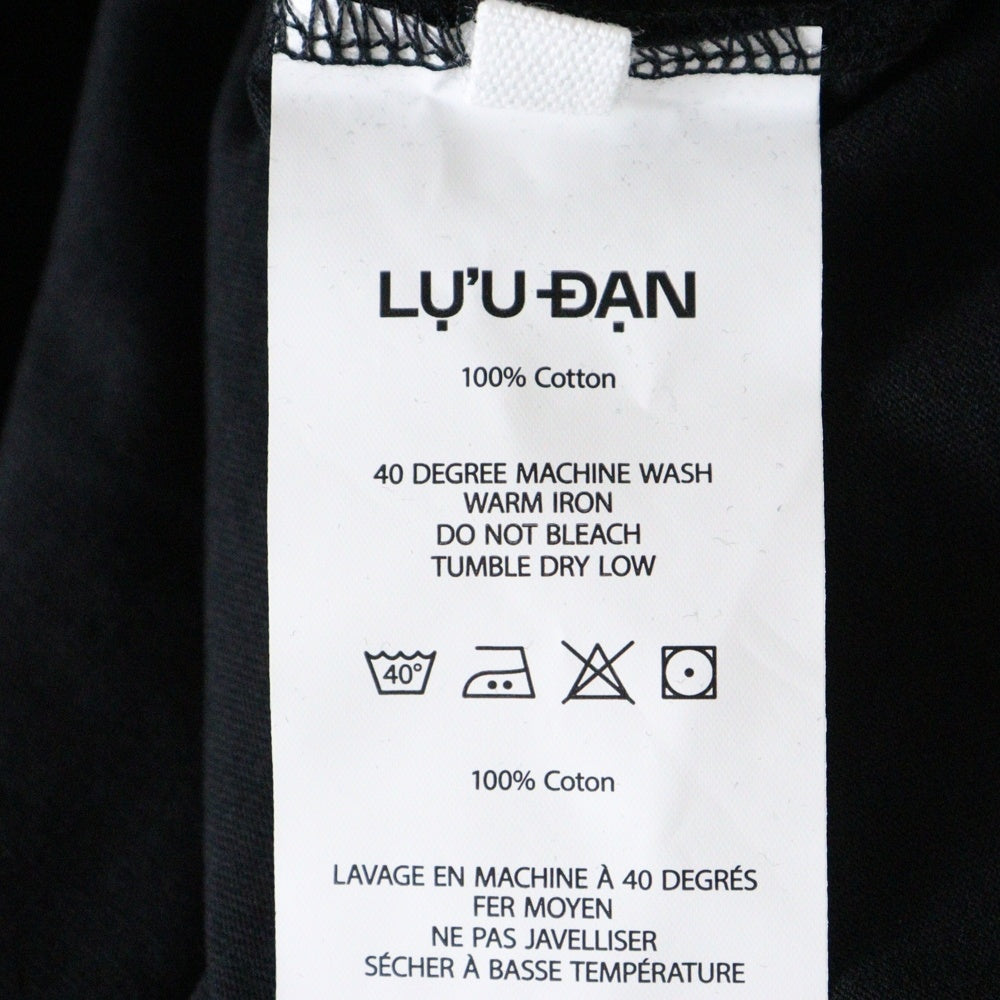 LỰU ĐẠN
100% Cotton
40 DEGREE MACHINE WASH
WARM IRON
DO NOT BLEACH
TUMBLE DRY LOW
40°
100% Coton
LAVAGE EN MACHINE À 40 DEGRÉS
FER MOYEN
NE PAS JAVELLISER
SÉCHER À BASSE TEMPÉRATURE